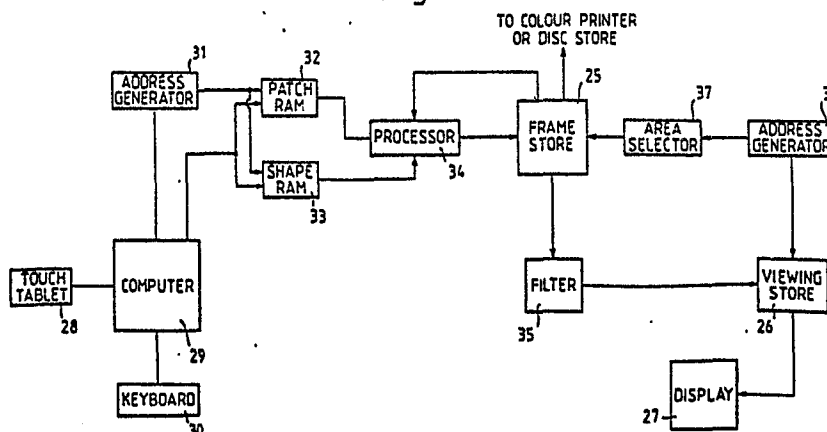 TO COLOUR PRINTER
OR DISC STORE
31
ADDRESS
GENERATOR
32
PATCH
RAM
25
FRAME
STORE
37
AREA
SELECTOR
ADDRESS
GENERATOR
PROCESSOR
34
SHAPE
RAM
33
TOUCH
TABLET
28
COMPUTER
29
FILTER
35
VIEWING
STORE
26
KEYBOARD
30
DISPLAY
27